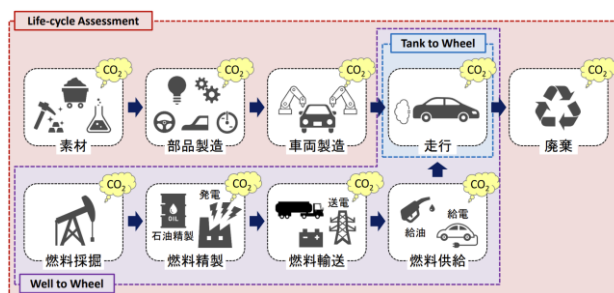 Life-cycle Assessment
Tank to Wheel
CO2
CO2
CO2
CO2
CO2
素材
部品製造
車両製造
走行
廃棄
CO2
CO2
CO2
CO2
発電
OIL
石油精製
送電
給油
給電
燃料採掘
燃料精製
燃料輸送
燃料供給
Well to Wheel